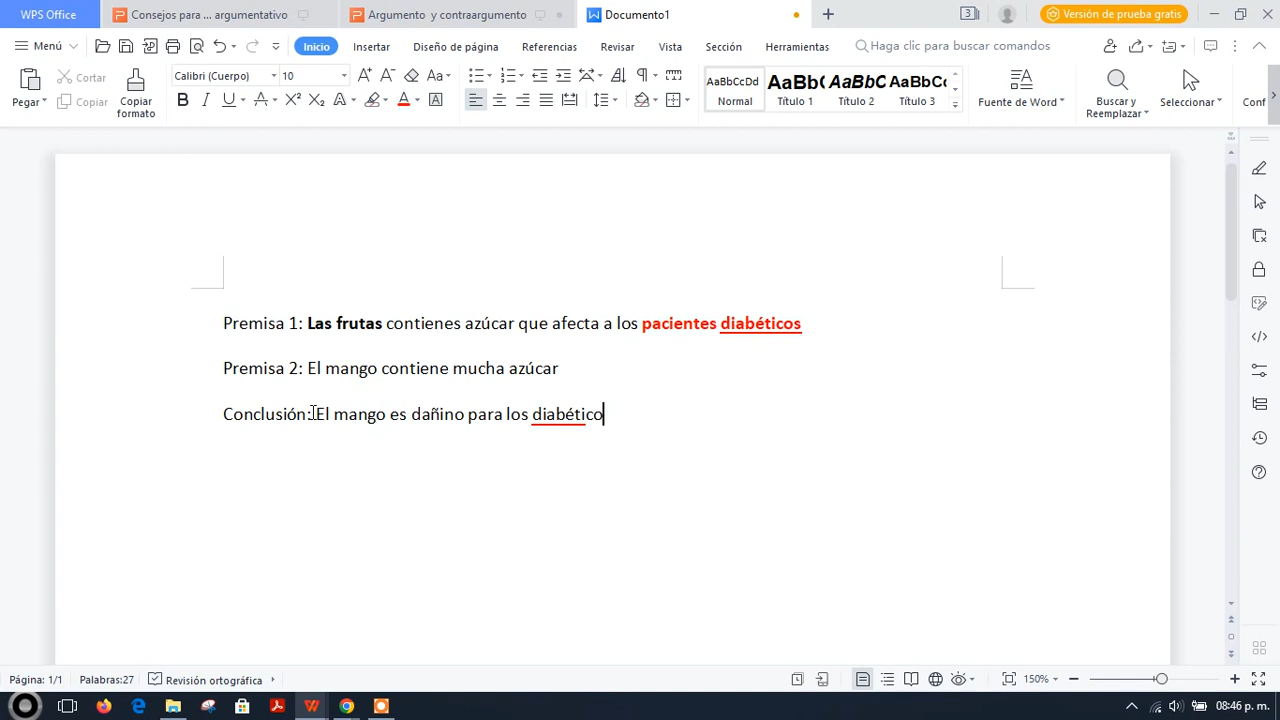 WPS Office
Consejos para ... argumentativo
Argumento y contraargumento
Documento1
Versión de prueba gratis
Menú
Inicio
Insertar
Diseño de página
Referencias
Revisar
Vista
Sección
Herramientas
Haga clic para buscar comandos
Pegar
Cortar
Copiar
Copiar formato
Calibri (Cuerpo)
10
AaBbCcDd
Normal
AaBb(
Título 1
AaBbCc
Título 2
AaBbCc
Título 3
Fuente de Word
Buscar y Reemplazar
Seleccionar
Conf
Premisa 1: Las frutas contienes azúcar que afecta a los pacientes diabéticos
Premisa 2: El mango contiene mucha azúcar
Conclusión: El mango es dañino para los diabético
Página: 1/1
Palabras:27
Revisión ortográfica
150%
08:46 p. m.